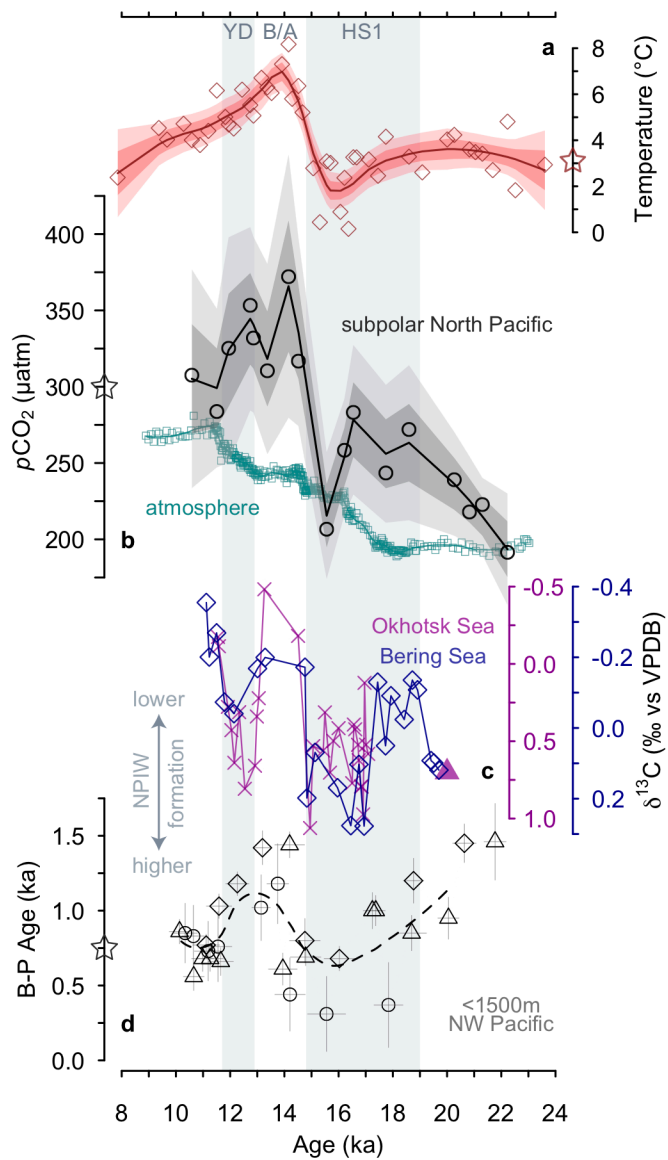 YD B/A HS1
a
8
6
4
2
0
Temperature (°C)
400
350
300
250
200
pCO₂ (µatm)
subpolar North Pacific
atmosphere
b
-0.5
0.0
0.5
1.0
-0.4
-0.2
0.0
0.2
δ¹³C (‰ vs VPDB)
Okhotsk Sea
Bering Sea
c
lower
NPIW
formation
higher
1.5
1.0
0.5
0.0
B-P Age (ka)
d
<1500m
NW Pacific
8 10 12 14 16 18 20 22 24
Age (ka)